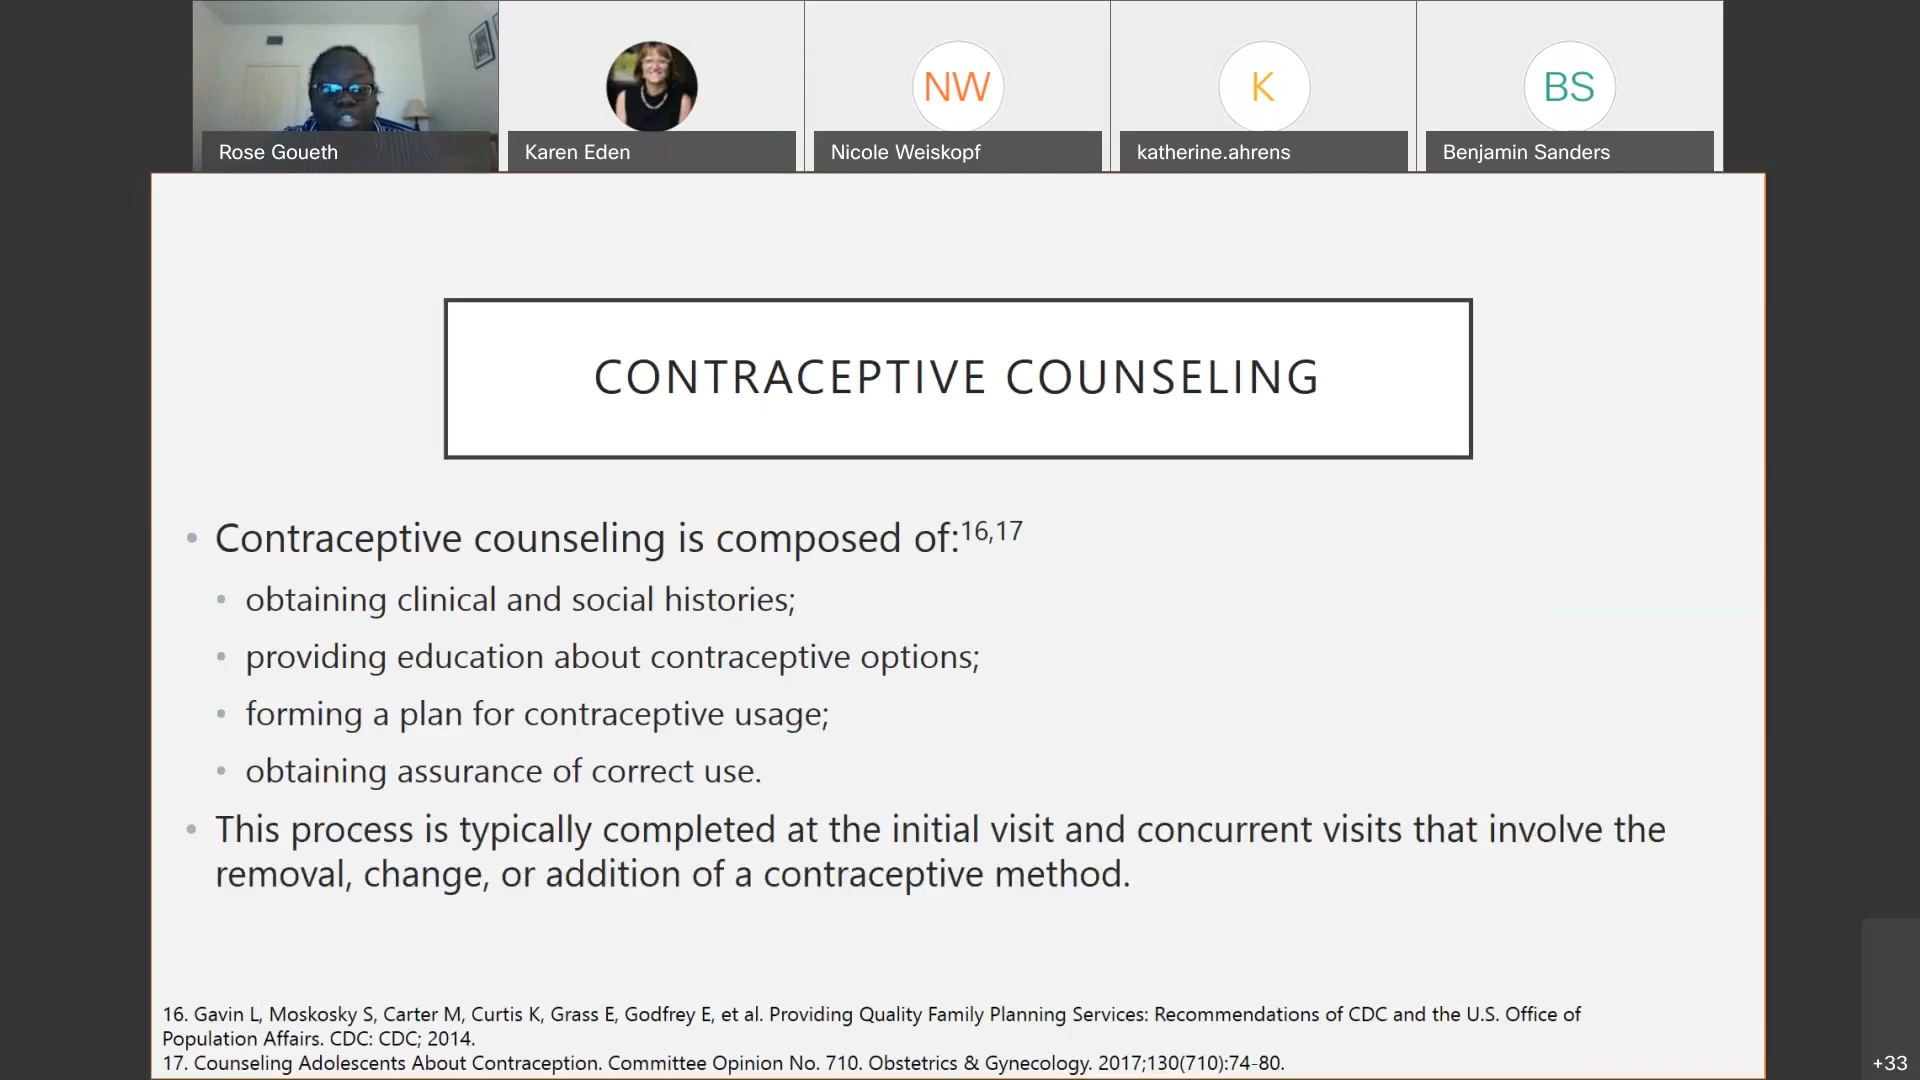 NW
K
BS
Rose Goueth
Karen Eden
Nicole Weiskopf
katherine.ahrens
Benjamin Sanders
CONTRACEPTIVE COUNSELING
• Contraceptive counseling is composed of:16,17
• obtaining clinical and social histories;
• providing education about contraceptive options;
• forming a plan for contraceptive usage;
• obtaining assurance of correct use.
• This process is typically completed at the initial visit and concurrent visits that involve the
removal, change, or addition of a contraceptive method.
16. Gavin L, Moskosky S, Carter M, Curtis K, Grass E, Godfrey E, et al. Providing Quality Family Planning Services: Recommendations of CDC and the U.S. Office of
Population Affairs. CDC: CDC; 2014.
17. Counseling Adolescents About Contraception. Committee Opinion No. 710. Obstetrics & Gynecology. 2017;130(710):74-80.
+33